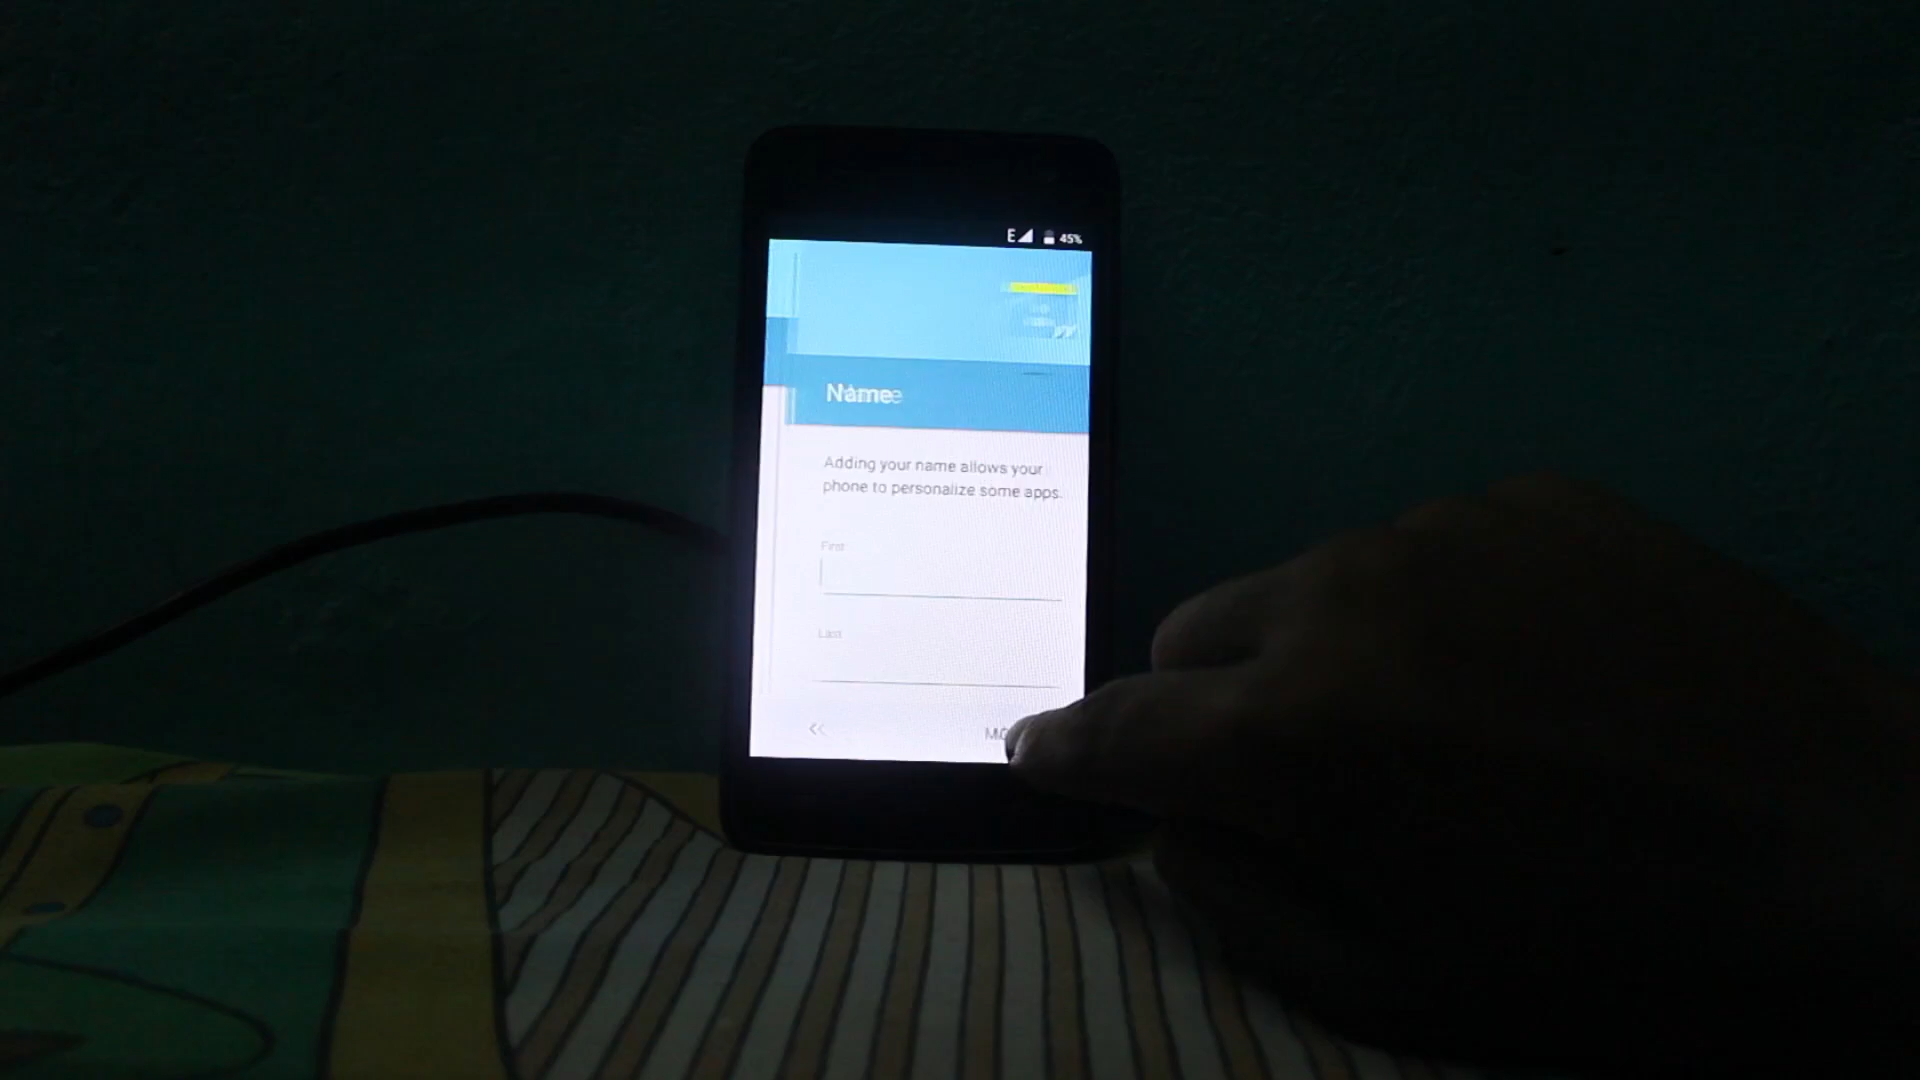 E 45%
Name
Adding your name allows your
phone to personalize some apps.
First
Last